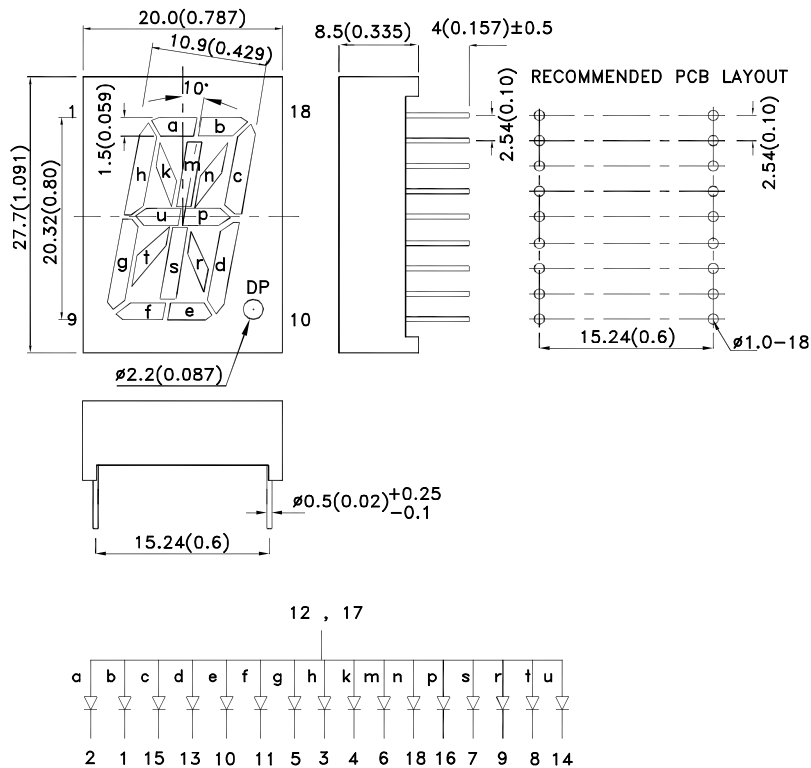 20.0(0.787)
10.9(0.429)
8.5(0.335)
4(0.157)±0.5
10°
RECOMMENDED PCB LAYOUT
1
18
a
b
1.5(0.059)
2.54(0.10)
2.54(0.10)
h
k
m
n
c
27.7(1.091)
20.32(0.80)
u
p
g
t
s
r
d
DP
9
f
e
10
15.24(0.6)
ø1.0-18
ø2.2(0.087)
ø0.5(0.02)+0.25
-0.1
15.24(0.6)
12 , 17
a b c d e f g h k m n p s r t u
2 1 15 13 10 11 5 3 4 6 18 16 7 9 8 14